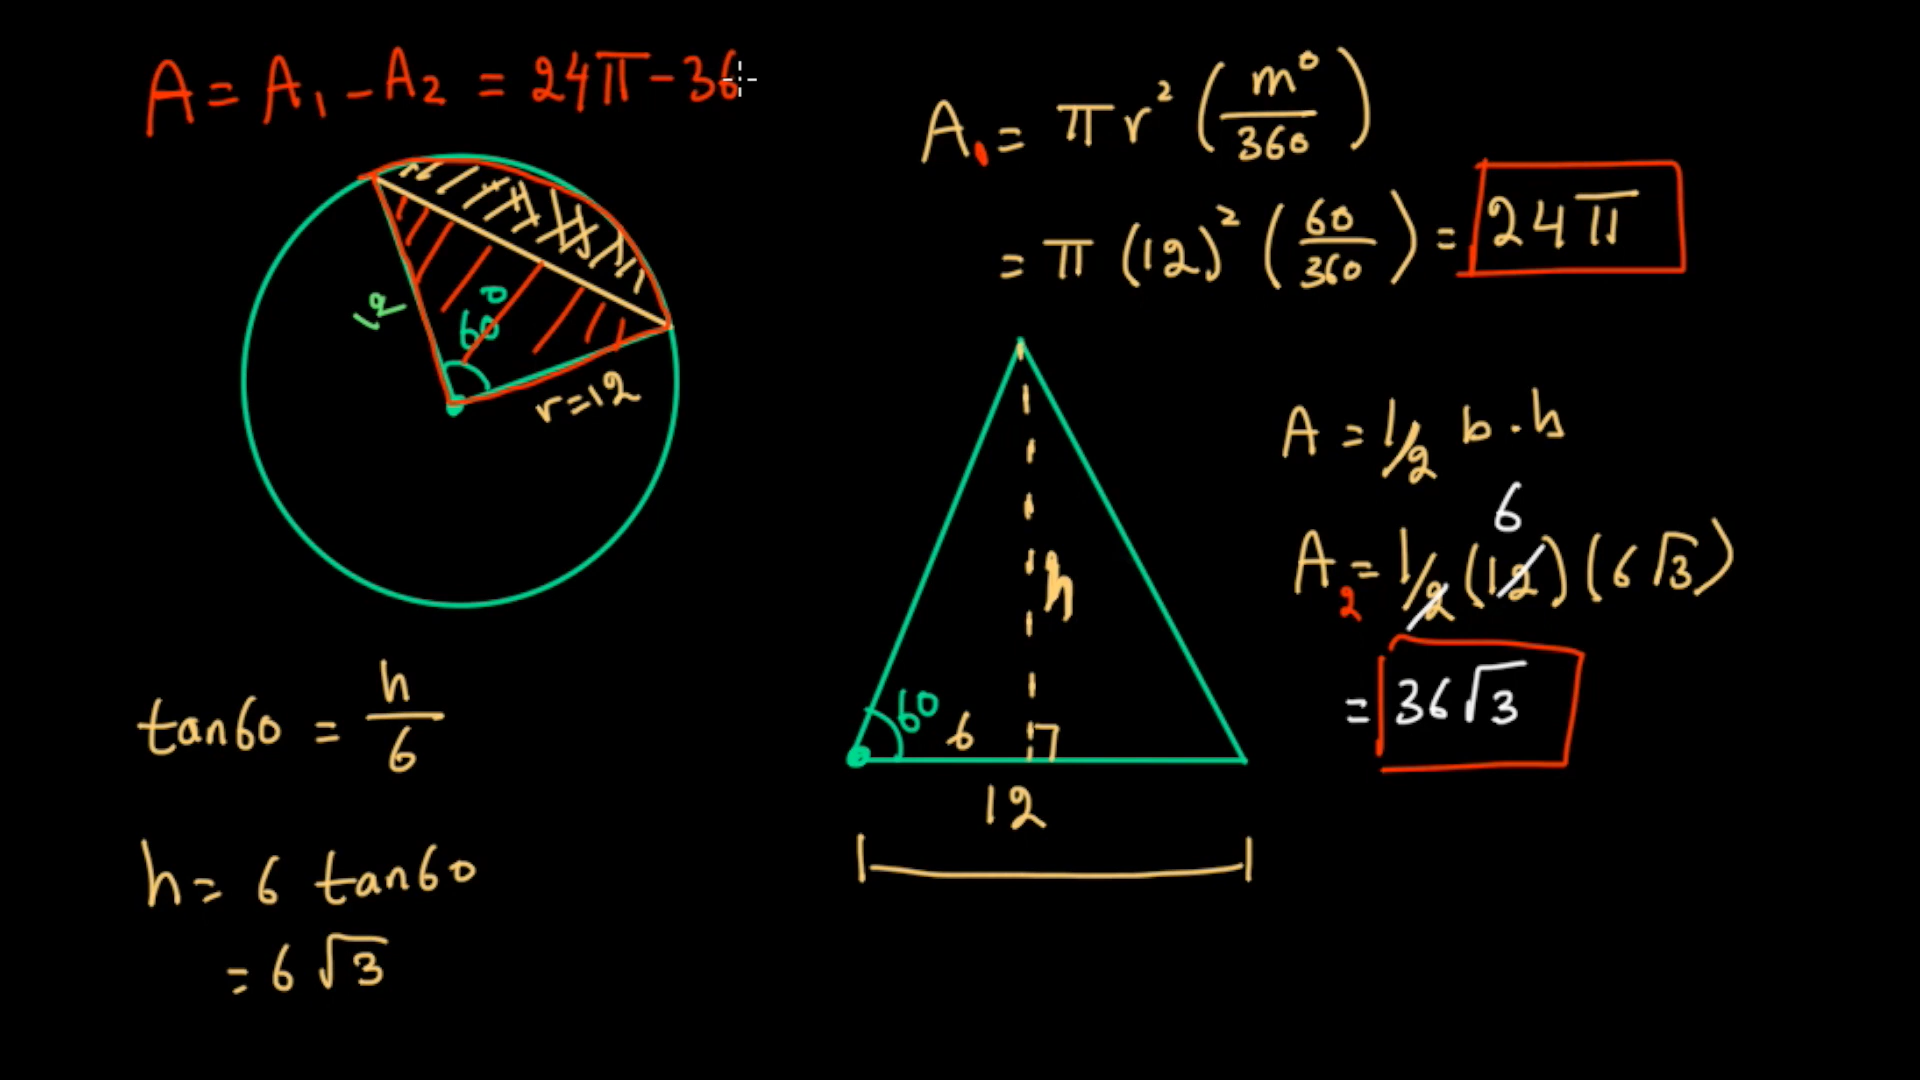 A = A₁ - A₂ = 24π - 36
12
60°
r = 12
tan60 = h/6
h = 6 tan60
= 6√3
A₁ = πr² (m°/360)
= π (12)² (60/360) = 24π
h
60
6
12
A = 1/2 b · h
6
A₂ = 1/2 (12) (6√3)
= 36√3